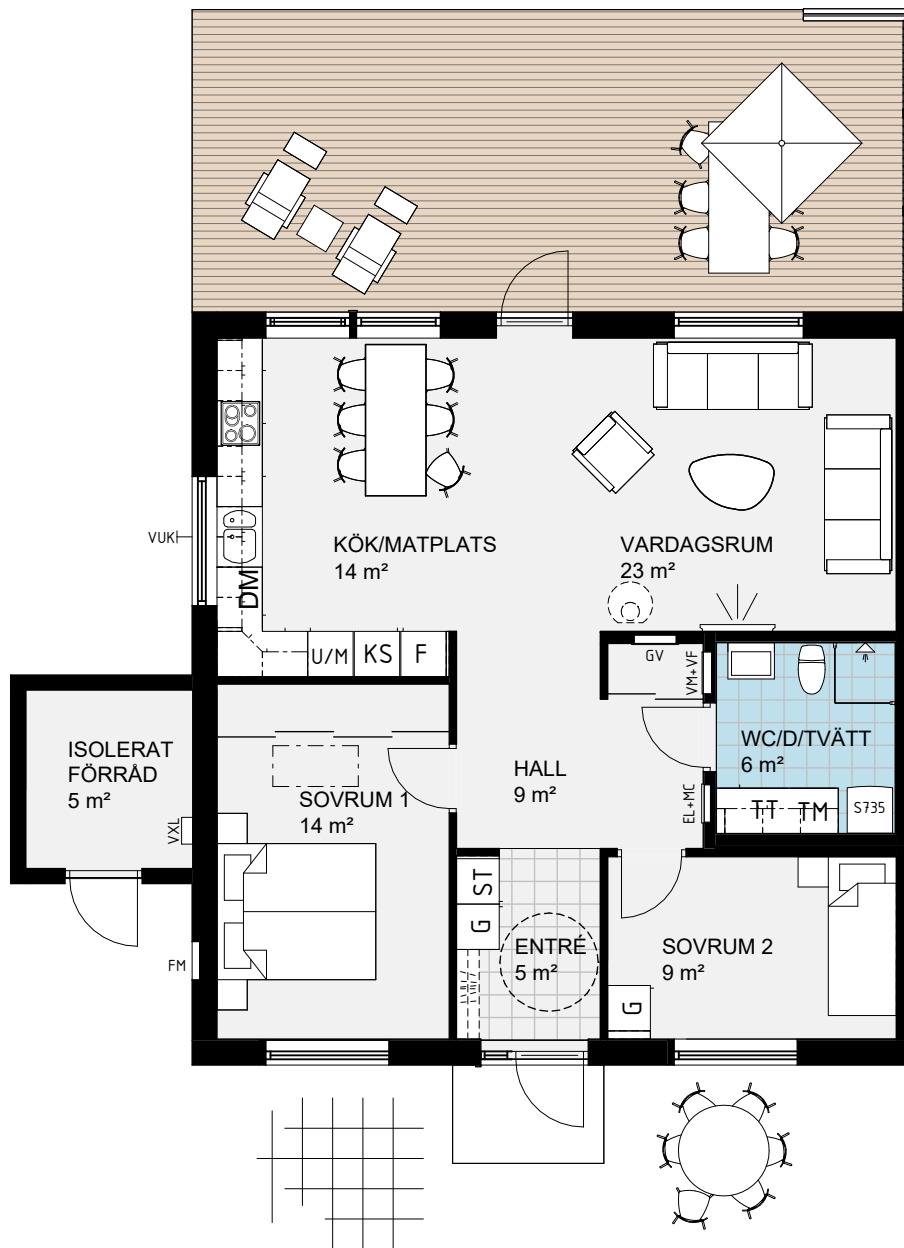 VUK
KÖK/MATPLATS
14 m²
VARDAGSRUM
23 m²
DM
U/M
KS
F
GV
VM+VF
ISOLERAT
FÖRRÅD
5 m²
VXL
SOVRUM 1
14 m²
HALL
9 m²
EL+MC
WC/D/TVÄTT
6 m²
TT
TM
S735
FM
ST
G
ENTRÉ
5 m²
SOVRUM 2
9 m²
G